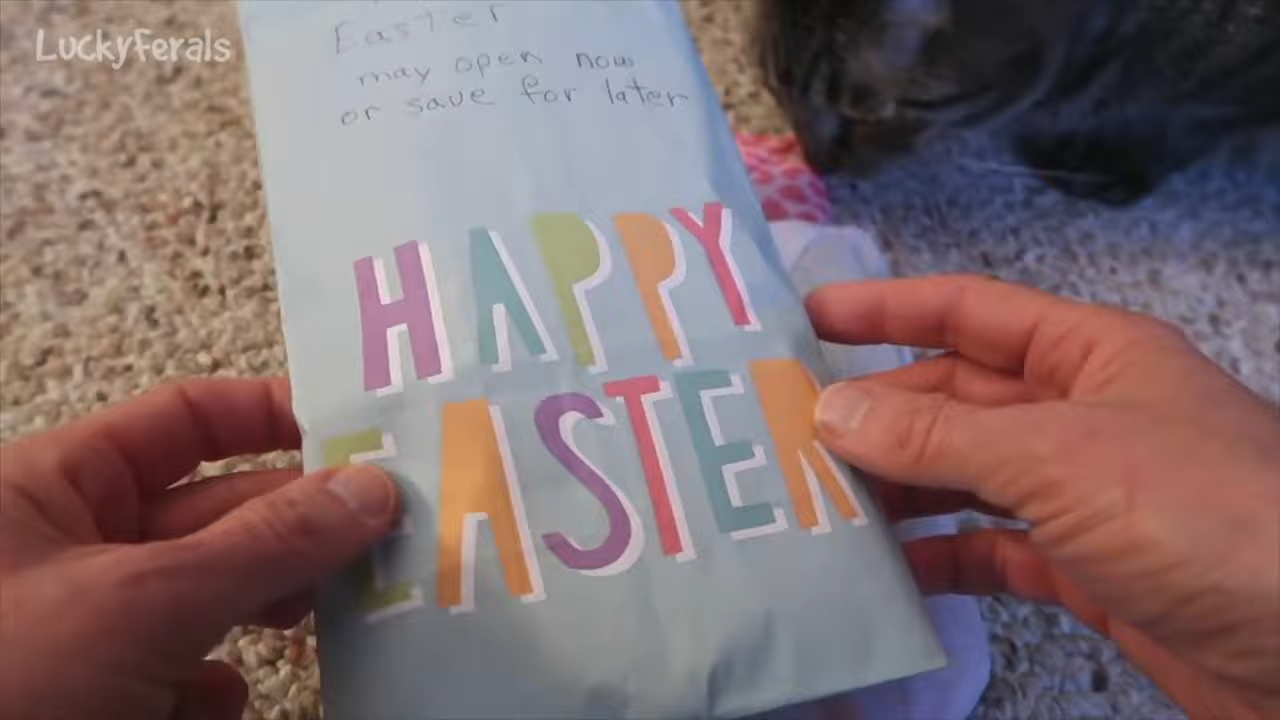 LuckyFerals
Easter
may open now
or save for later
HAPPY
EASTER